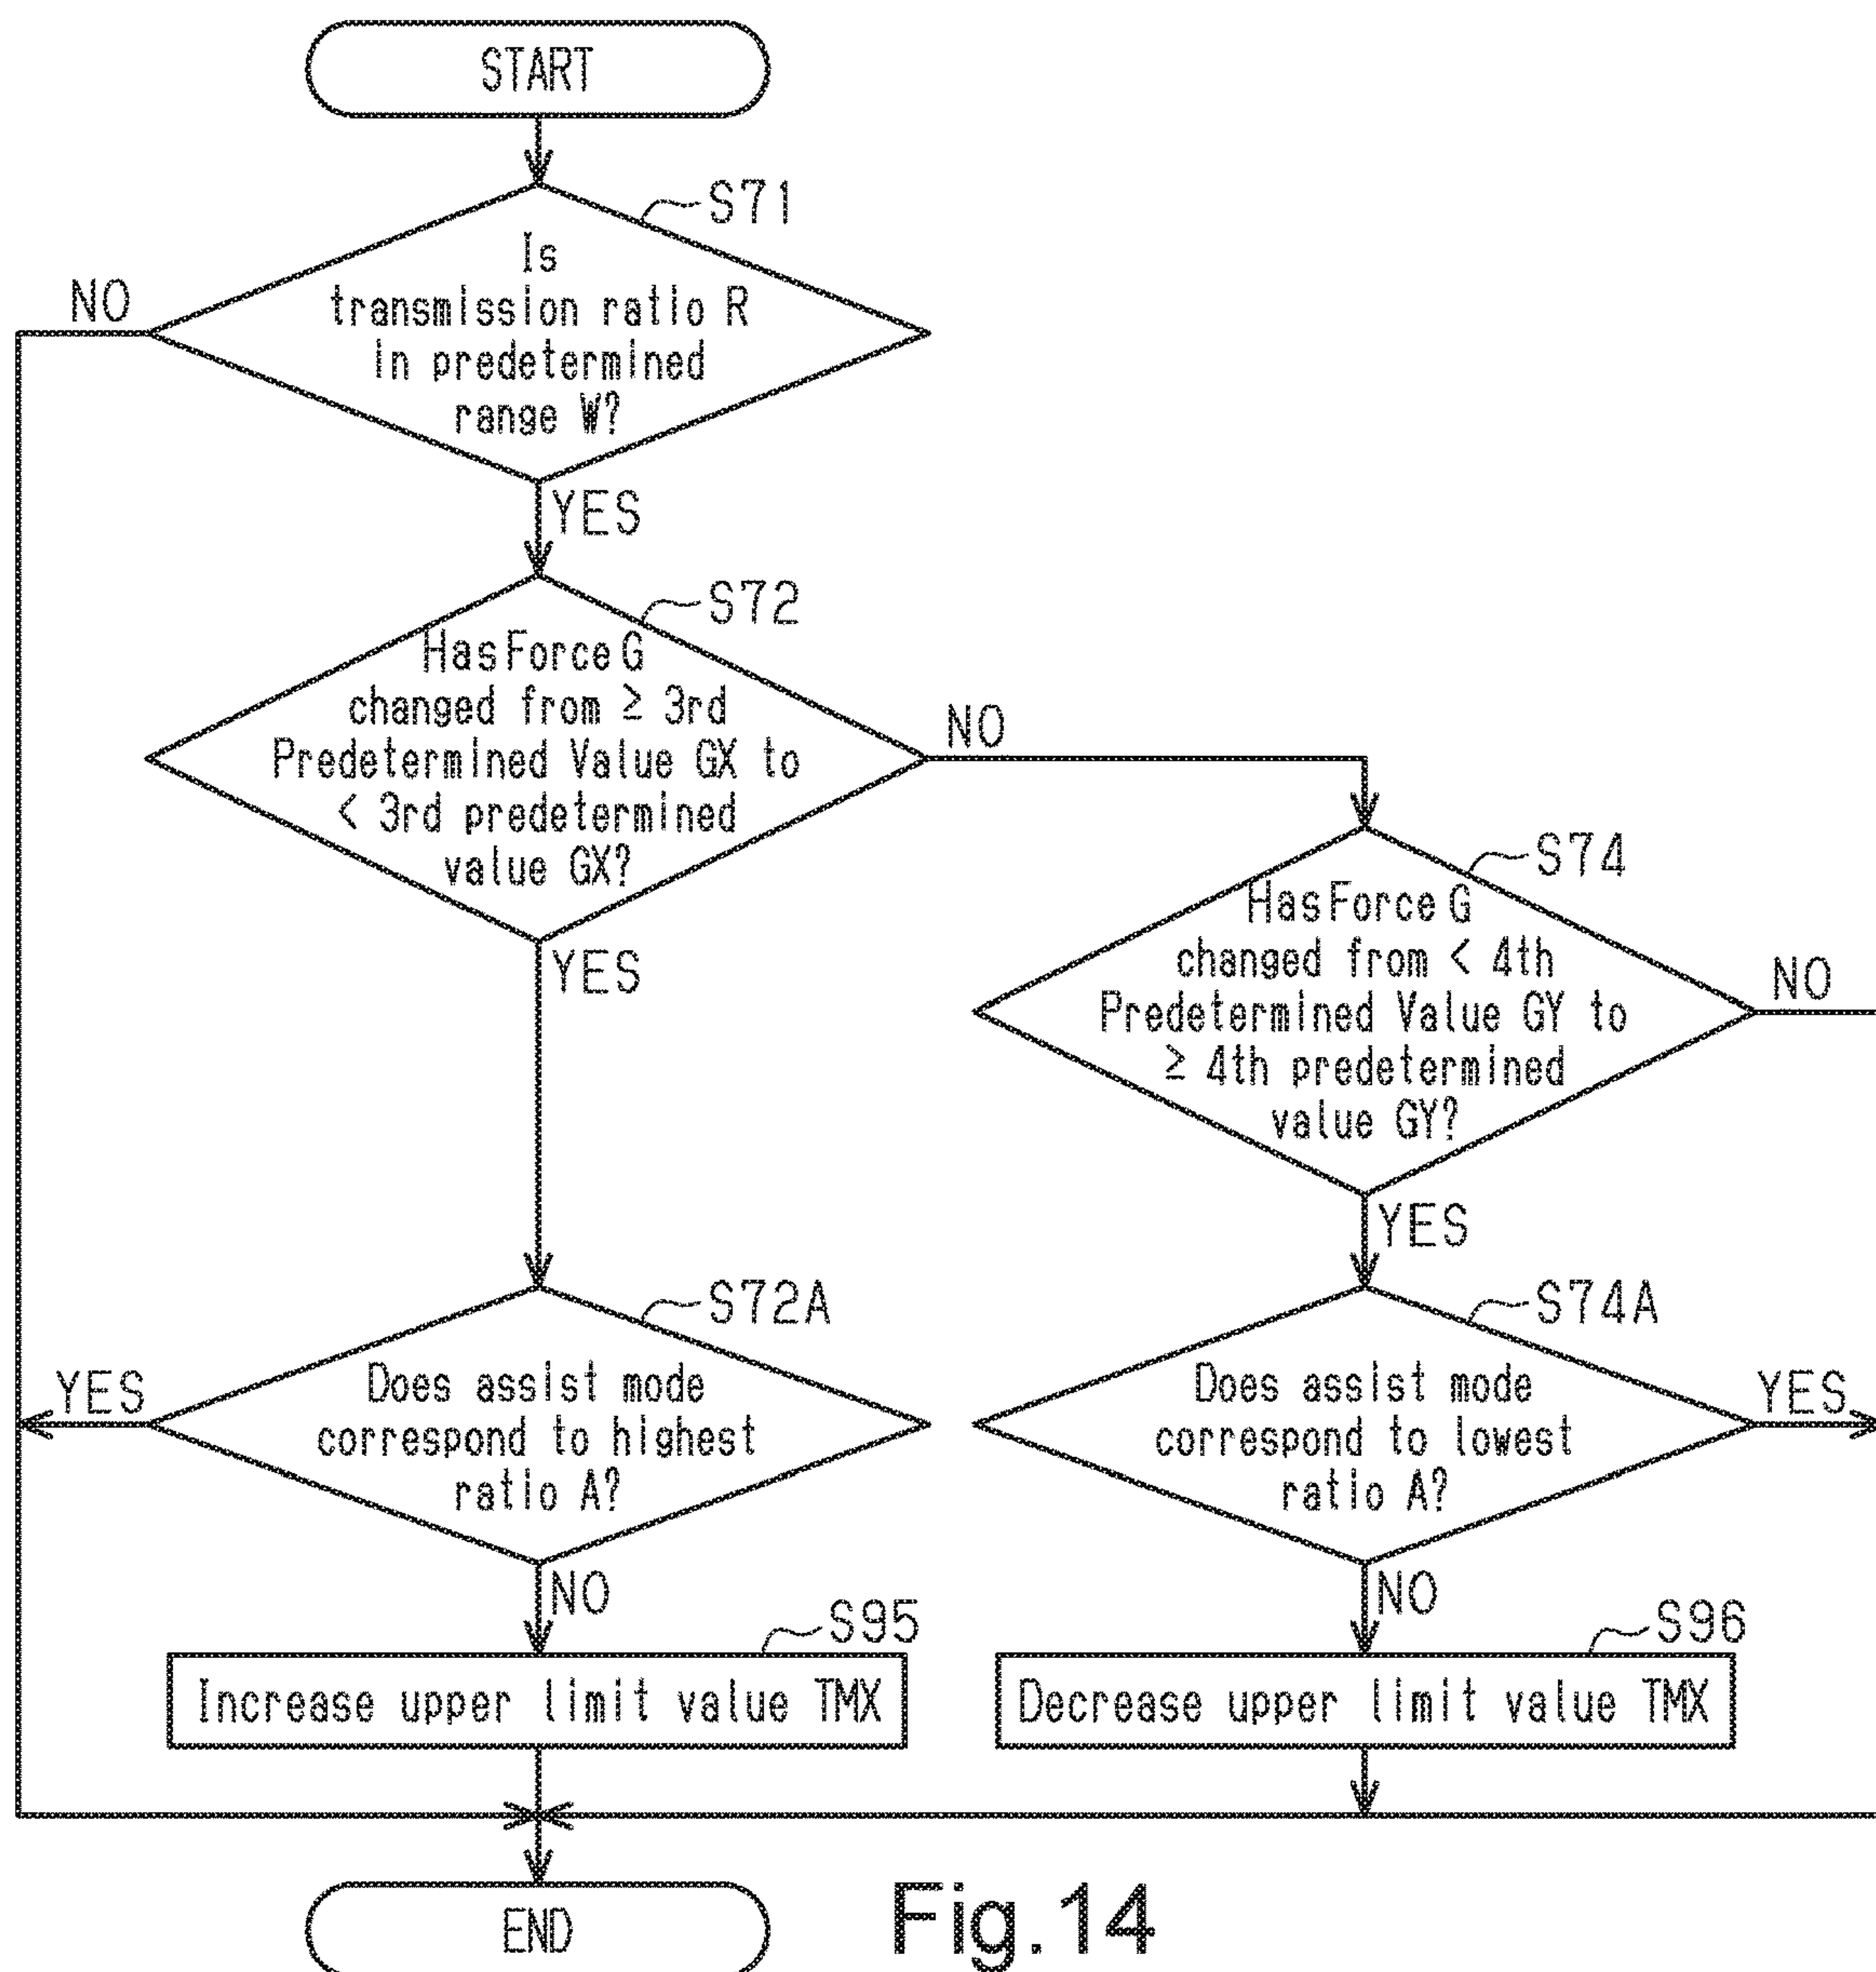 START
S71
Is
transmission ratio R
in predetermined
range W?
NO
YES
S72
Has Force G
changed from ≥ 3rd
Predetermined Value GX to
< 3rd predetermined
value GX?
NO
YES
S74
Has Force G
changed from < 4th
Predetermined Value GY to
≥ 4th predetermined
value GY?
NO
YES
S72A
Does assist mode
correspond to highest
ratio A?
YES
NO
S74A
Does assist mode
correspond to lowest
ratio A?
YES
NO
S95
Increase upper limit value TMX
S96
Decrease upper limit value TMX
END
Fig.14